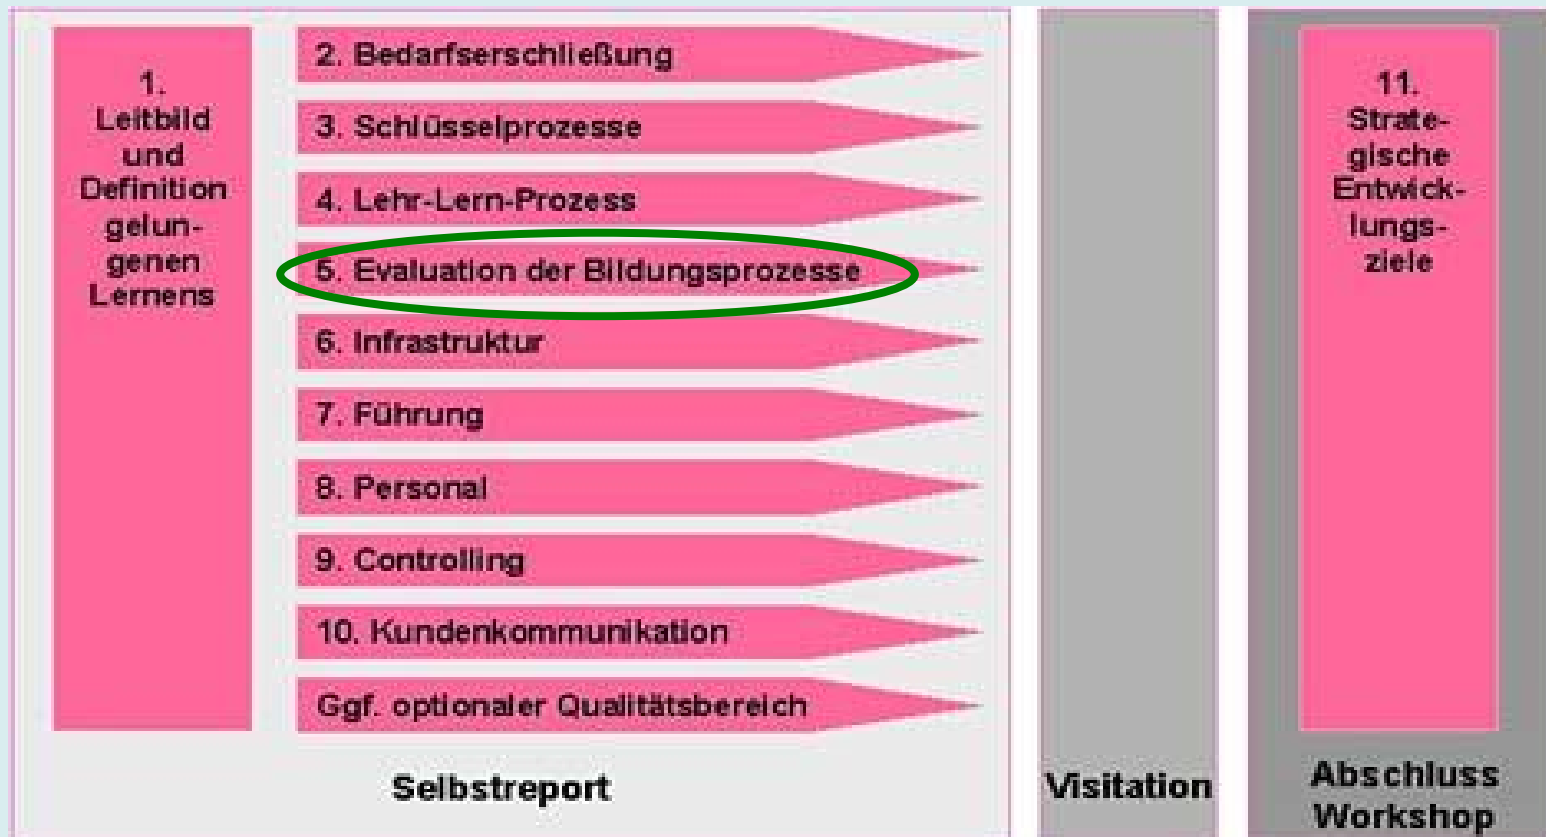 1.
Leitbild
und
Definition
gelun-
genen
Lernens
2. Bedarfserschließung
3. Schlüsselprozesse
4. Lehr-Lern-Prozess
5. Evaluation der Bildungsprozesse
6. Infrastruktur
7. Führung
8. Personal
9. Controlling
10. Kundenkommunikation
Ggf. optionaler Qualitätsbereich
Selbstreport
Visitation
11.
Strate-
gische
Entwick-
lungs-
ziele
Abschluss
Workshop